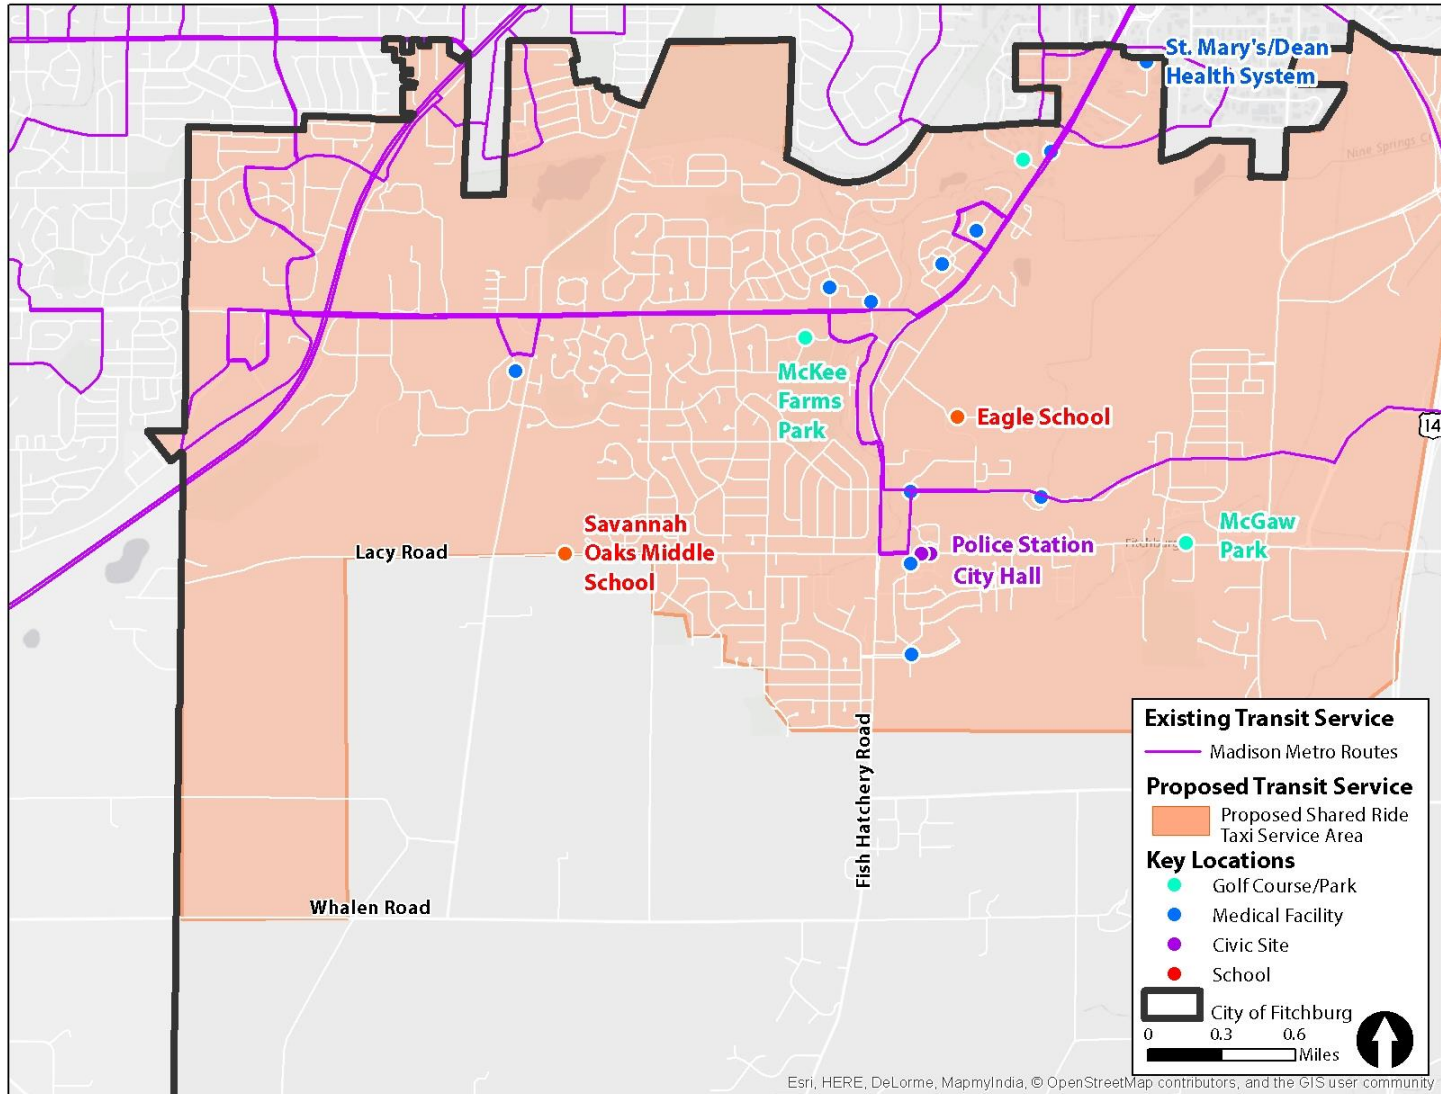 St. Mary's/Dean
Health System
Nine Springs C
McKee
Farms
Park
Eagle School
14
Savannah
Oaks Middle
School
Lacy Road
Police Station
City Hall
Fitchburg
McGaw
Park
Fish Hatchery Road
Whalen Road
Existing Transit Service
Madison Metro Routes
Proposed Transit Service
Proposed Shared Ride
Taxi Service Area
Key Locations
Golf Course/Park
Medical Facility
Civic Site
School
City of Fitchburg
0 0.3 0.6
Miles
Esri, HERE, DeLorme, MapmyIndia, © OpenStreetMap contributors, and the GIS user community